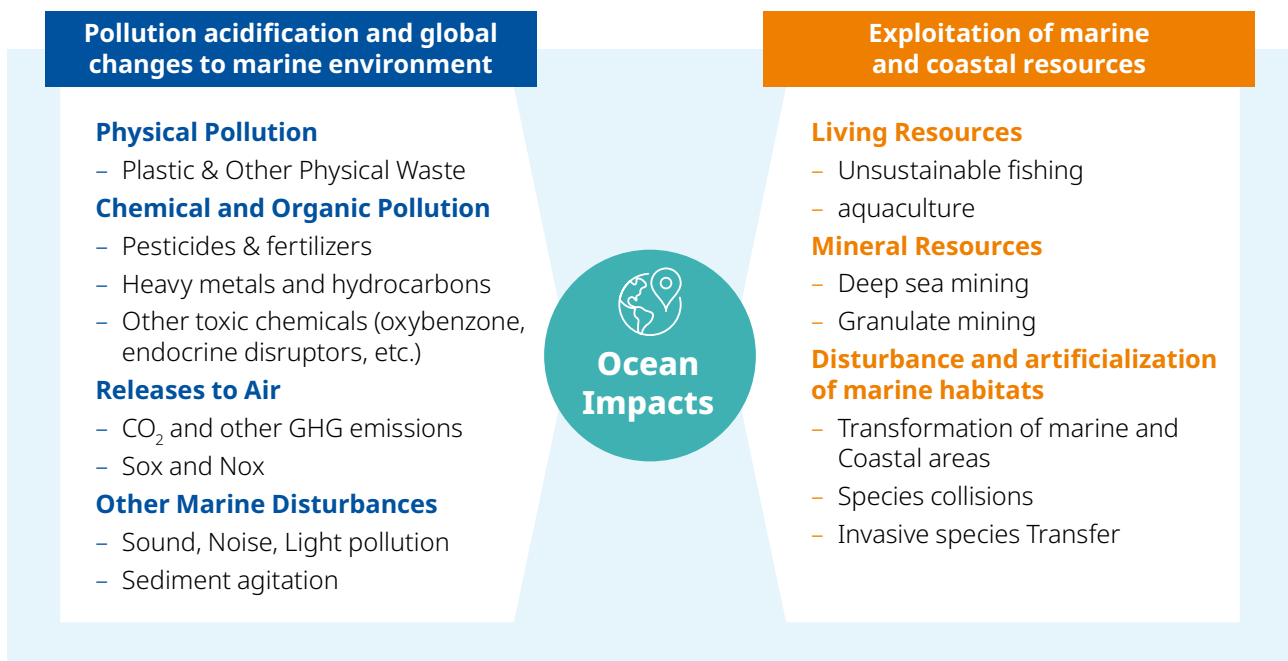 Pollution acidification and global
changes to marine environment
Physical Pollution
– Plastic & Other Physical Waste
Chemical and Organic Pollution
– Pesticides & fertilizers
– Heavy metals and hydrocarbons
– Other toxic chemicals (oxybenzone,
endocrine disruptors, etc.)
Releases to Air
– CO₂ and other GHG emissions
– Sox and Nox
Other Marine Disturbances
– Sound, Noise, Light pollution
– Sediment agitation
Ocean
Impacts
Exploitation of marine
and coastal resources
Living Resources
– Unsustainable fishing
– aquaculture
Mineral Resources
– Deep sea mining
– Granulate mining
Disturbance and artificialization
of marine habitats
– Transformation of marine and
Coastal areas
– Species collisions
– Invasive species Transfer